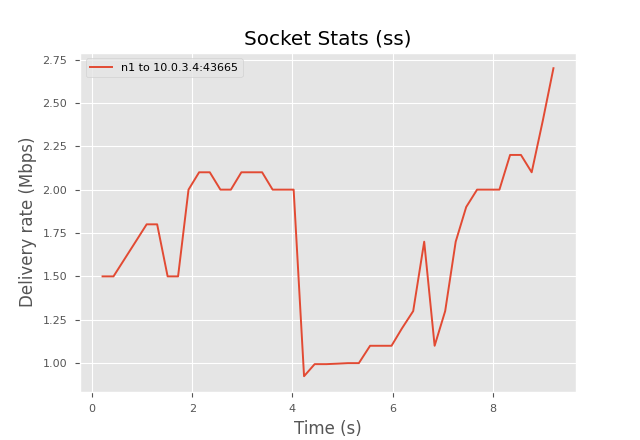 Socket Stats (ss)
n1 to 10.0.3.4:43665
Delivery rate (Mbps)
2.75
2.50
2.25
2.00
1.75
1.50
1.25
1.00
0 2 4 6 8
Time (s)